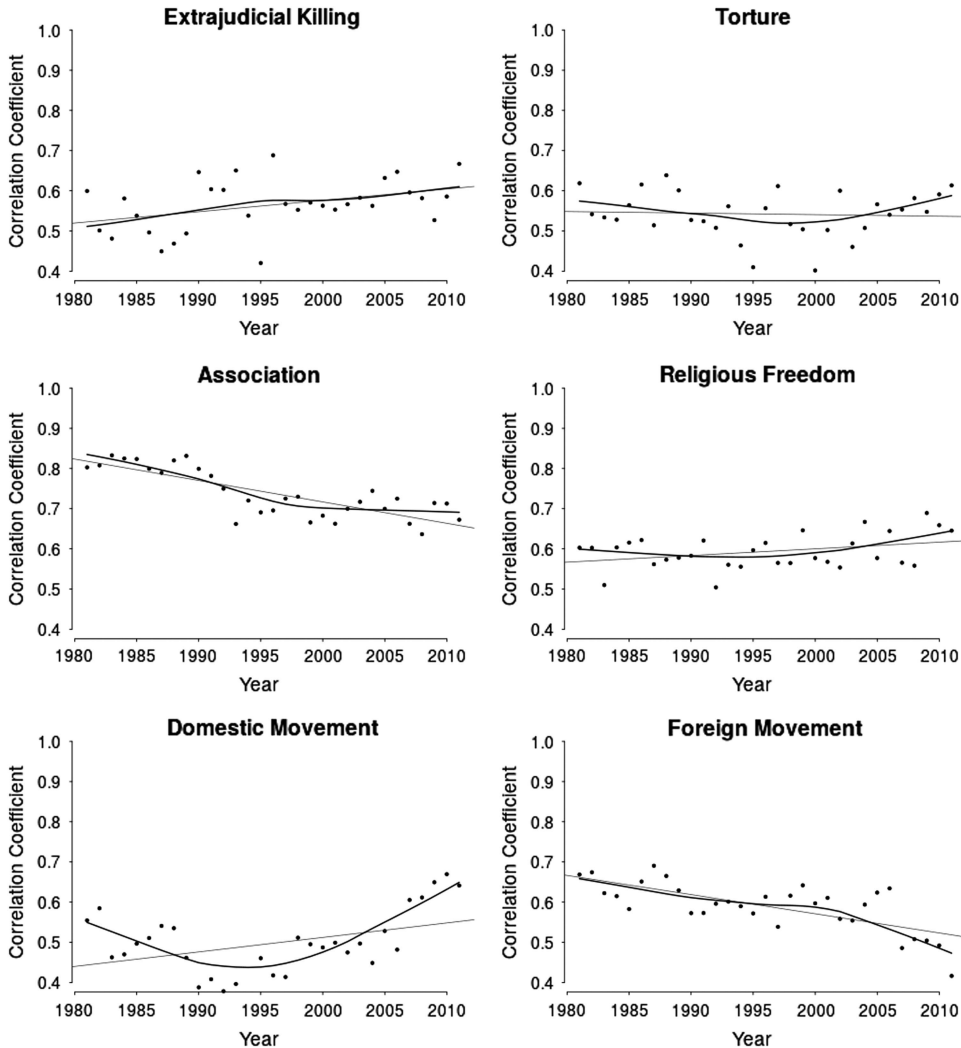 Extrajudicial Killing
Correlation Coefficient
1.0
0.9
0.8
0.7
0.6
0.5
0.4
1980 1985 1990 1995 2000 2005 2010
Year
Torture
Correlation Coefficient
1.0
0.9
0.8
0.7
0.6
0.5
0.4
1980 1985 1990 1995 2000 2005 2010
Year
Association
Correlation Coefficient
1.0
0.9
0.8
0.7
0.6
0.5
0.4
1980 1985 1990 1995 2000 2005 2010
Year
Religious Freedom
Correlation Coefficient
1.0
0.9
0.8
0.7
0.6
0.5
0.4
1980 1985 1990 1995 2000 2005 2010
Year
Domestic Movement
Correlation Coefficient
1.0
0.9
0.8
0.7
0.6
0.5
0.4
1980 1985 1990 1995 2000 2005 2010
Year
Foreign Movement
Correlation Coefficient
1.0
0.9
0.8
0.7
0.6
0.5
0.4
1980 1985 1990 1995 2000 2005 2010
Year